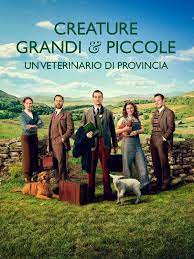 CREATURE
GRANDI & PICCOLE
UN VETERINARIO DI PROVINCIA